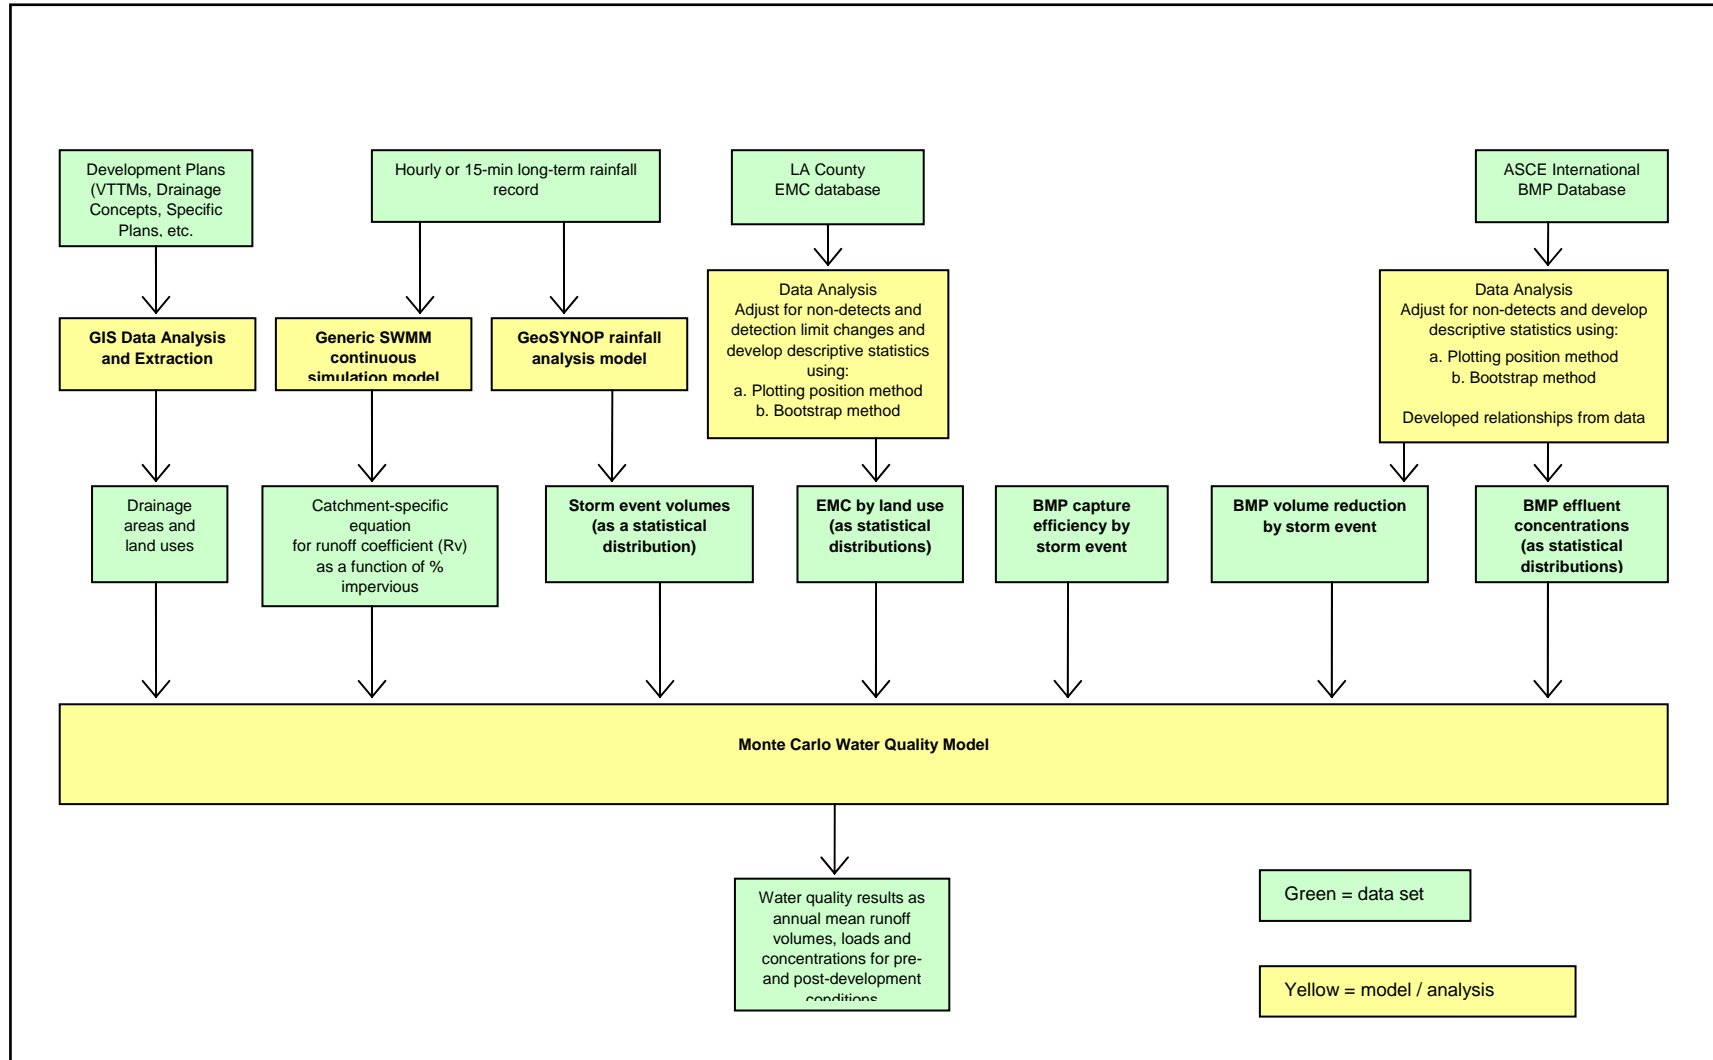 Development Plans
(VTTMs, Drainage
Concepts, Specific
Plans, etc.
Hourly or 15-min long-term rainfall
record
LA County
EMC database
ASCE International
BMP Database
GIS Data Analysis
and Extraction
Generic SWMM
continuous
simulation model
GeoSYNOP rainfall
analysis model
Data Analysis
Adjust for non-detects and
detection limit changes and
develop descriptive statistics
using:
a. Plotting position method
b. Bootstrap method
Data Analysis
Adjust for non-detects and develop
descriptive statistics using:
a. Plotting position method
b. Bootstrap method
Developed relationships from data
Drainage
areas and
land uses
Catchment-specific
equation
for runoff coefficient (Rv)
as a function of %
impervious
Storm event volumes
(as a statistical
distribution)
EMC by land use
(as statistical
distributions)
BMP capture
efficiency by
storm event
BMP volume reduction
by storm event
BMP effluent
concentrations
(as statistical
distributions)
Monte Carlo Water Quality Model
Water quality results as
annual mean runoff
volumes, loads and
concentrations for pre-
and post-development
conditions
Green = data set
Yellow = model / analysis